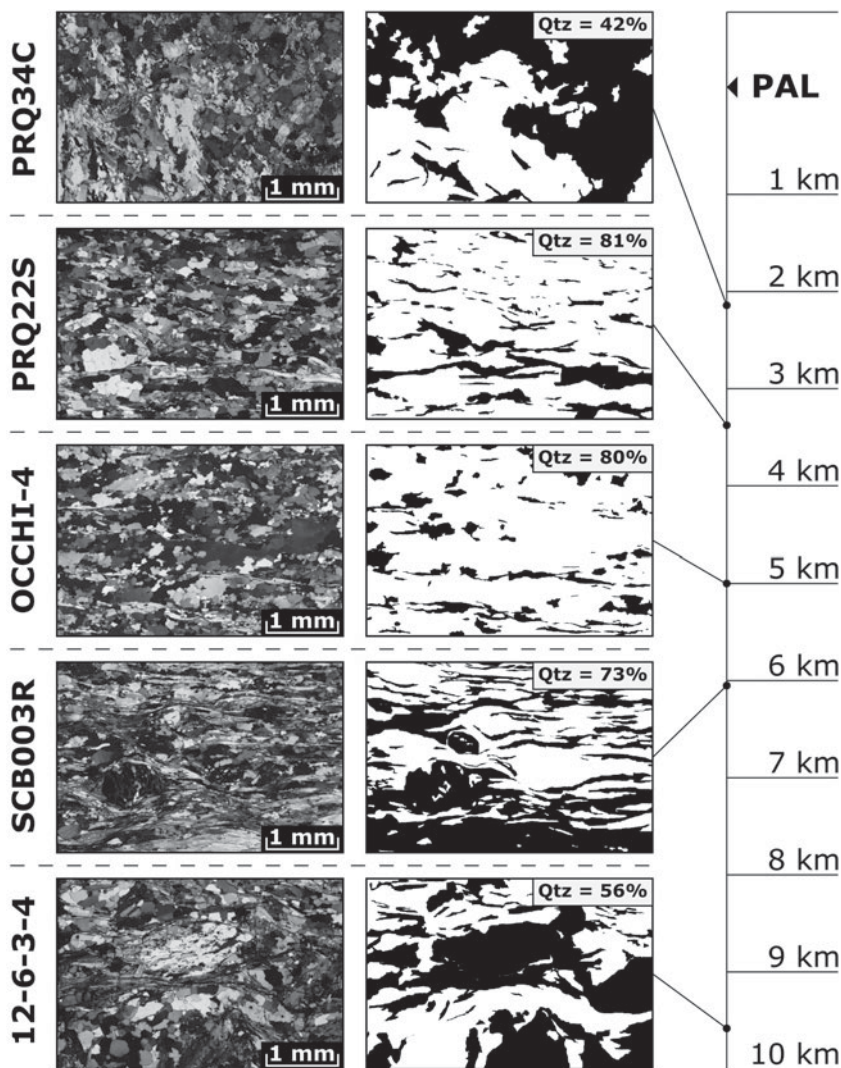 PRQ34C
1 mm
Qtz = 42%
PAL
1 km
2 km
PRQ22S
1 mm
Qtz = 81%
3 km
OCCHI-4
1 mm
Qtz = 80%
4 km
5 km
SCB003R
1 mm
Qtz = 73%
6 km
7 km
12-6-3-4
1 mm
Qtz = 56%
8 km
9 km
10 km